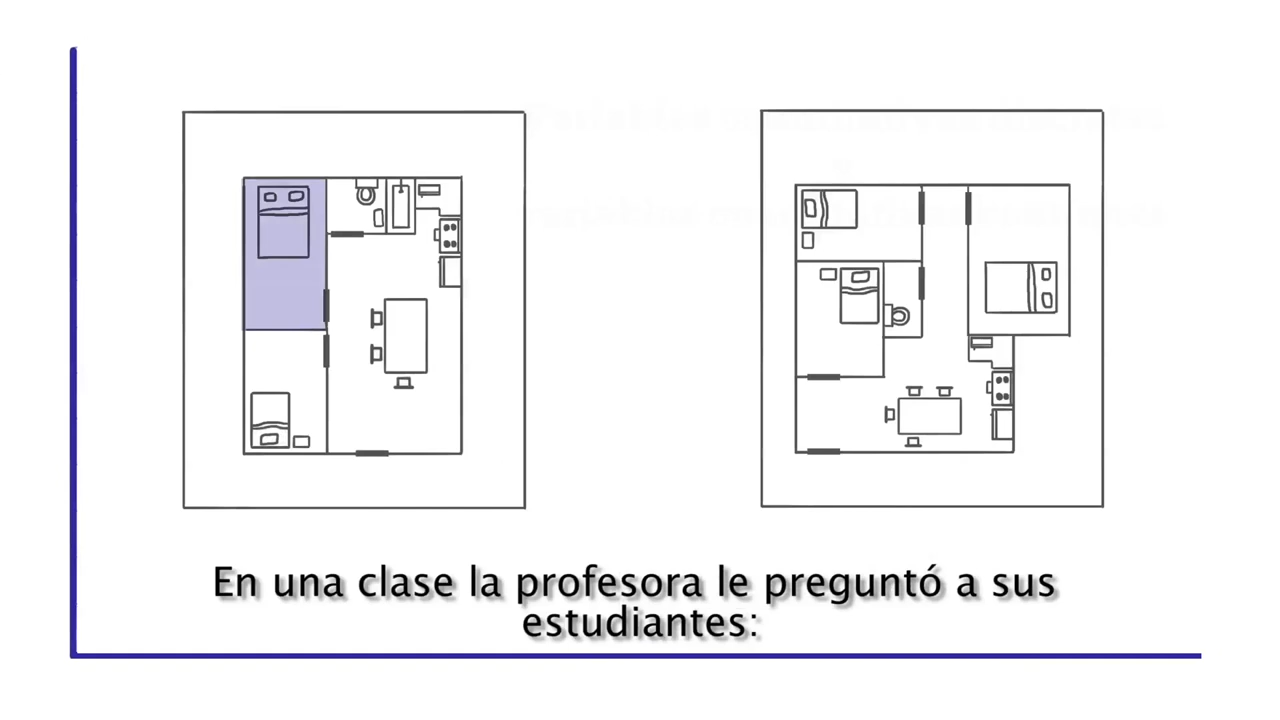 En una clase la profesora le preguntó a sus
estudiantes: